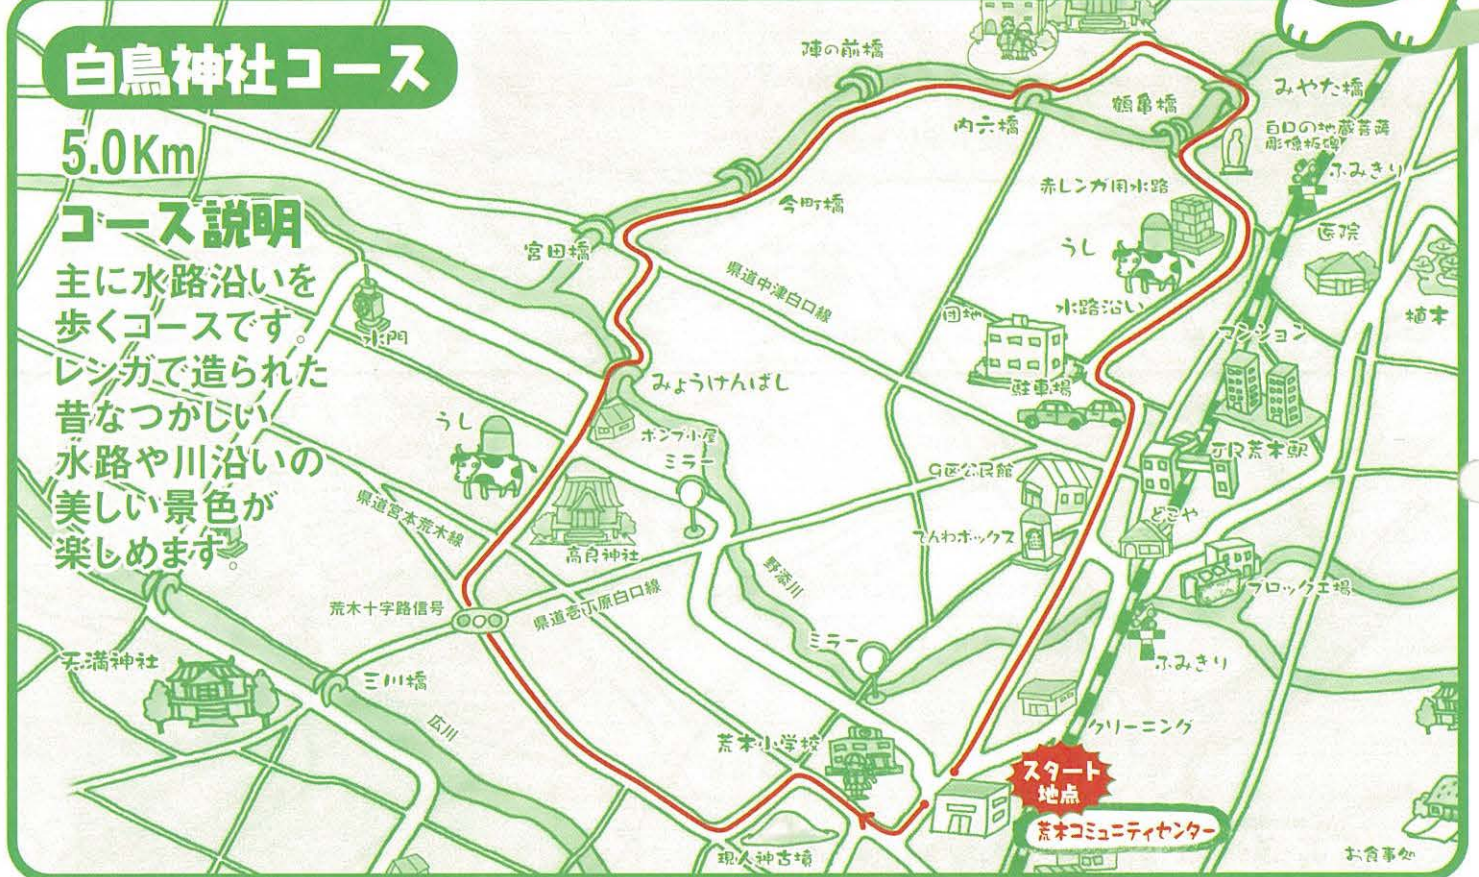 白鳥神社コース
5.0Km
コース説明
主に水路沿いを
歩くコースです。
レンガで造られた
昔なつかしい
水路や川沿いの
美しい景色が
楽しめます。
陣の前橋
内六橋
鶴亀橋
みやた橋
白口の地蔵菩薩
彫像板碑
ふみきり
今町橋
赤レンガ用水路
医院
うし
宮田橋
県道中津白口線
水路沿い
団地
植木
水門
マンション
駐車場
みょうけんばし
うし
ポンプ小屋
ミラー
JR荒木駅
9区公民館
県道宮本荒木線
どこや
でんわボックス
高良神社
野添川
ブロック工場
荒木十字路信号
県道壱丁原白口線
ミラー
ふみきり
天満神社
三川橋
広川
クリーニング
荒木小学校
スタート
地点
荒木コミュニティセンター
現人神古墳
お食事処